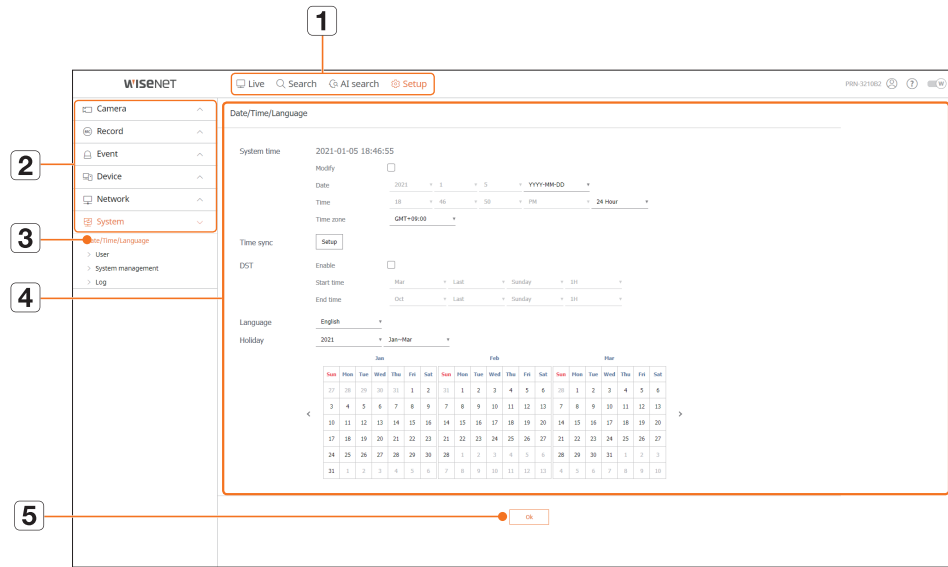 1
WISENET Live Search AI search Setup PRN-3210B2 ? W
Camera
Record
Event
Device
Network
System
Date/Time/Language
> User
> System management
> Log
2
3
4
5
Date/Time/Language
System time 2021-01-05 18:46:55
Modify
Date 2021 1 5 YYYY-MM-DD
Time 18 46 50 PM 24 Hour
Time zone GMT+09:00
Time sync Setup
DST Enable
Start time Mar Last Sunday 1H
End time Oct Last Sunday 1H
Language English
Holiday 2021 Jan~Mar
Jan Feb Mar
Sun Mon Tue Wed Thu Fri Sat Sun Mon Tue Wed Thu Fri Sat Sun Mon Tue Wed Thu Fri Sat
27 28 29 30 31 1 2 31 1 2 3 4 5 6 28 1 2 3 4 5 6
3 4 5 6 7 8 9 7 8 9 10 11 12 13 7 8 9 10 11 12 13
< 10 11 12 13 14 15 16 14 15 16 17 18 19 20 14 15 16 17 18 19 20 >
17 18 19 20 21 22 23 21 22 23 24 25 26 27 21 22 23 24 25 26 27
24 25 26 27 28 29 30 28 1 2 3 4 5 6 28 29 30 31 1 2 3
31 1 2 3 4 5 6 7 8 9 10 11 12 13 4 5 6 7 8 9 10
Ok